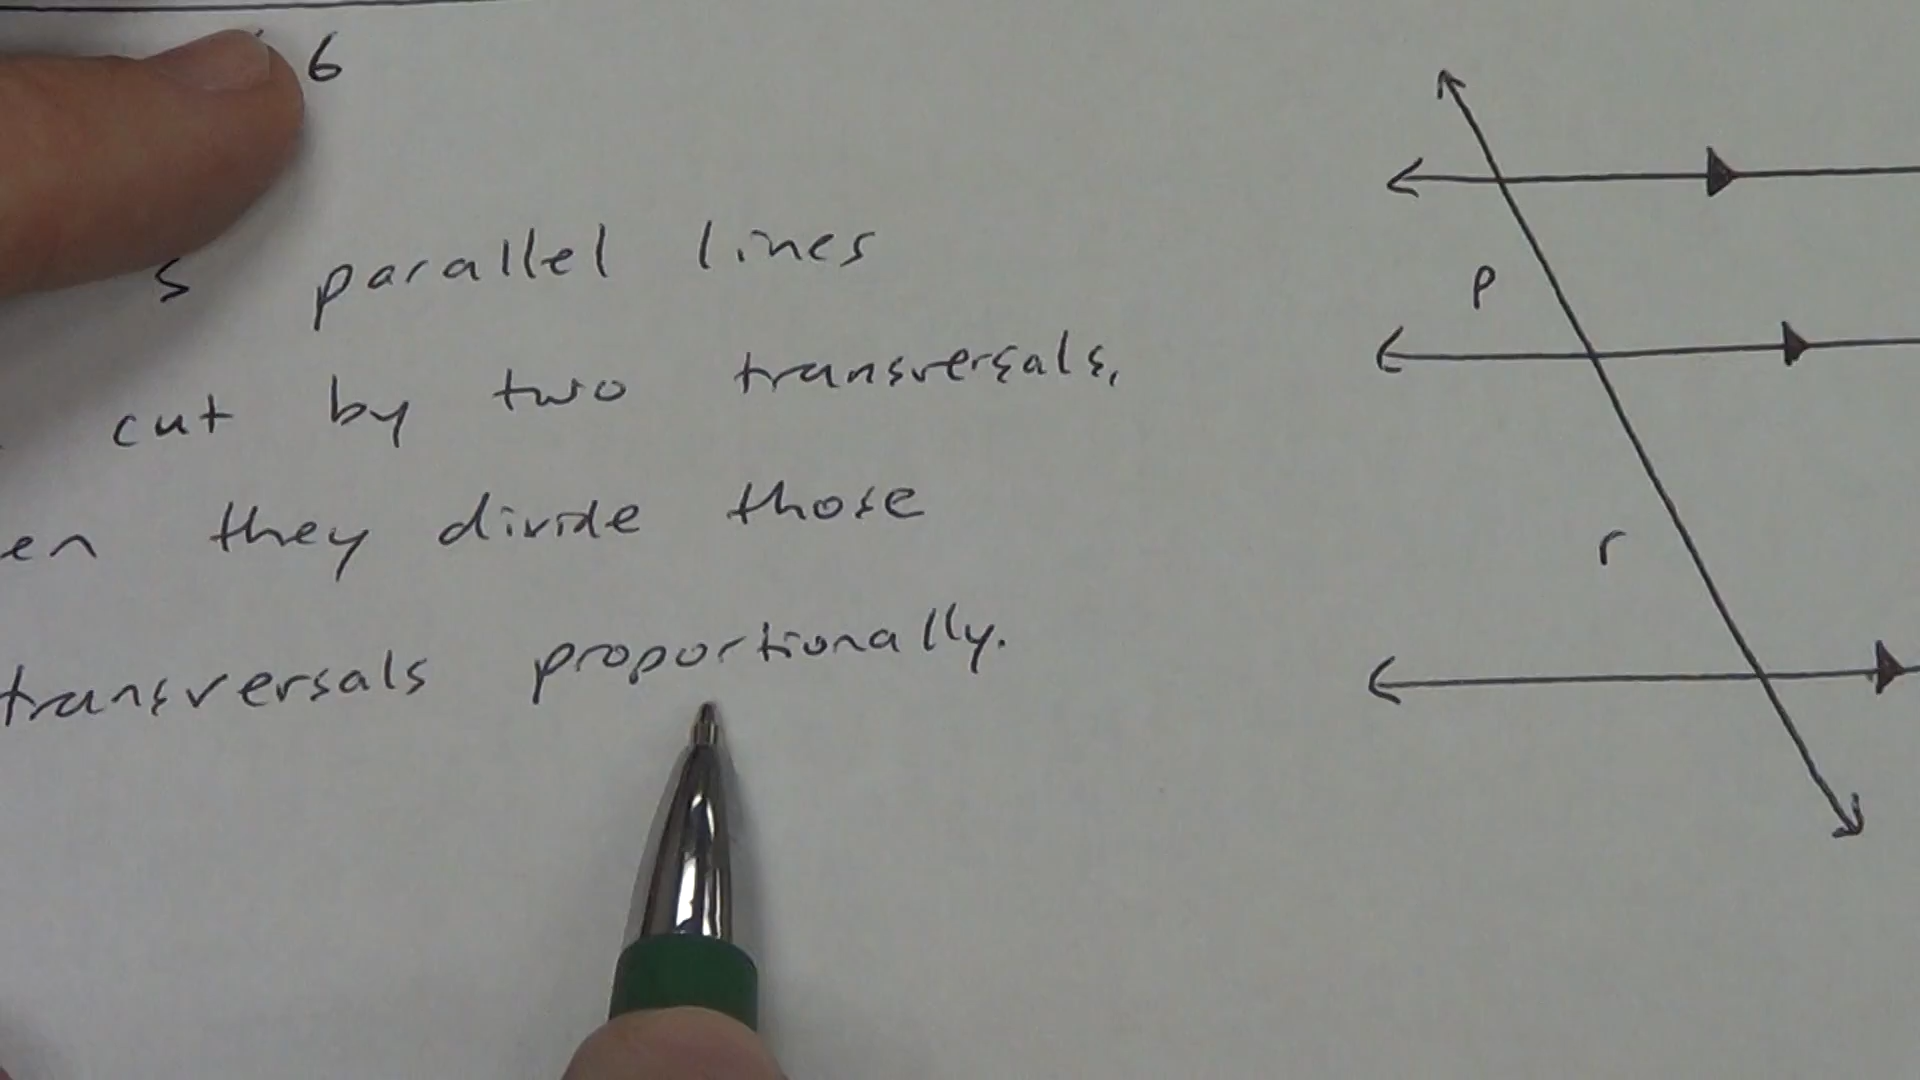 6
s parallel lines
cut by two transversals,
en they divide those
transversals proportionally.
p
r